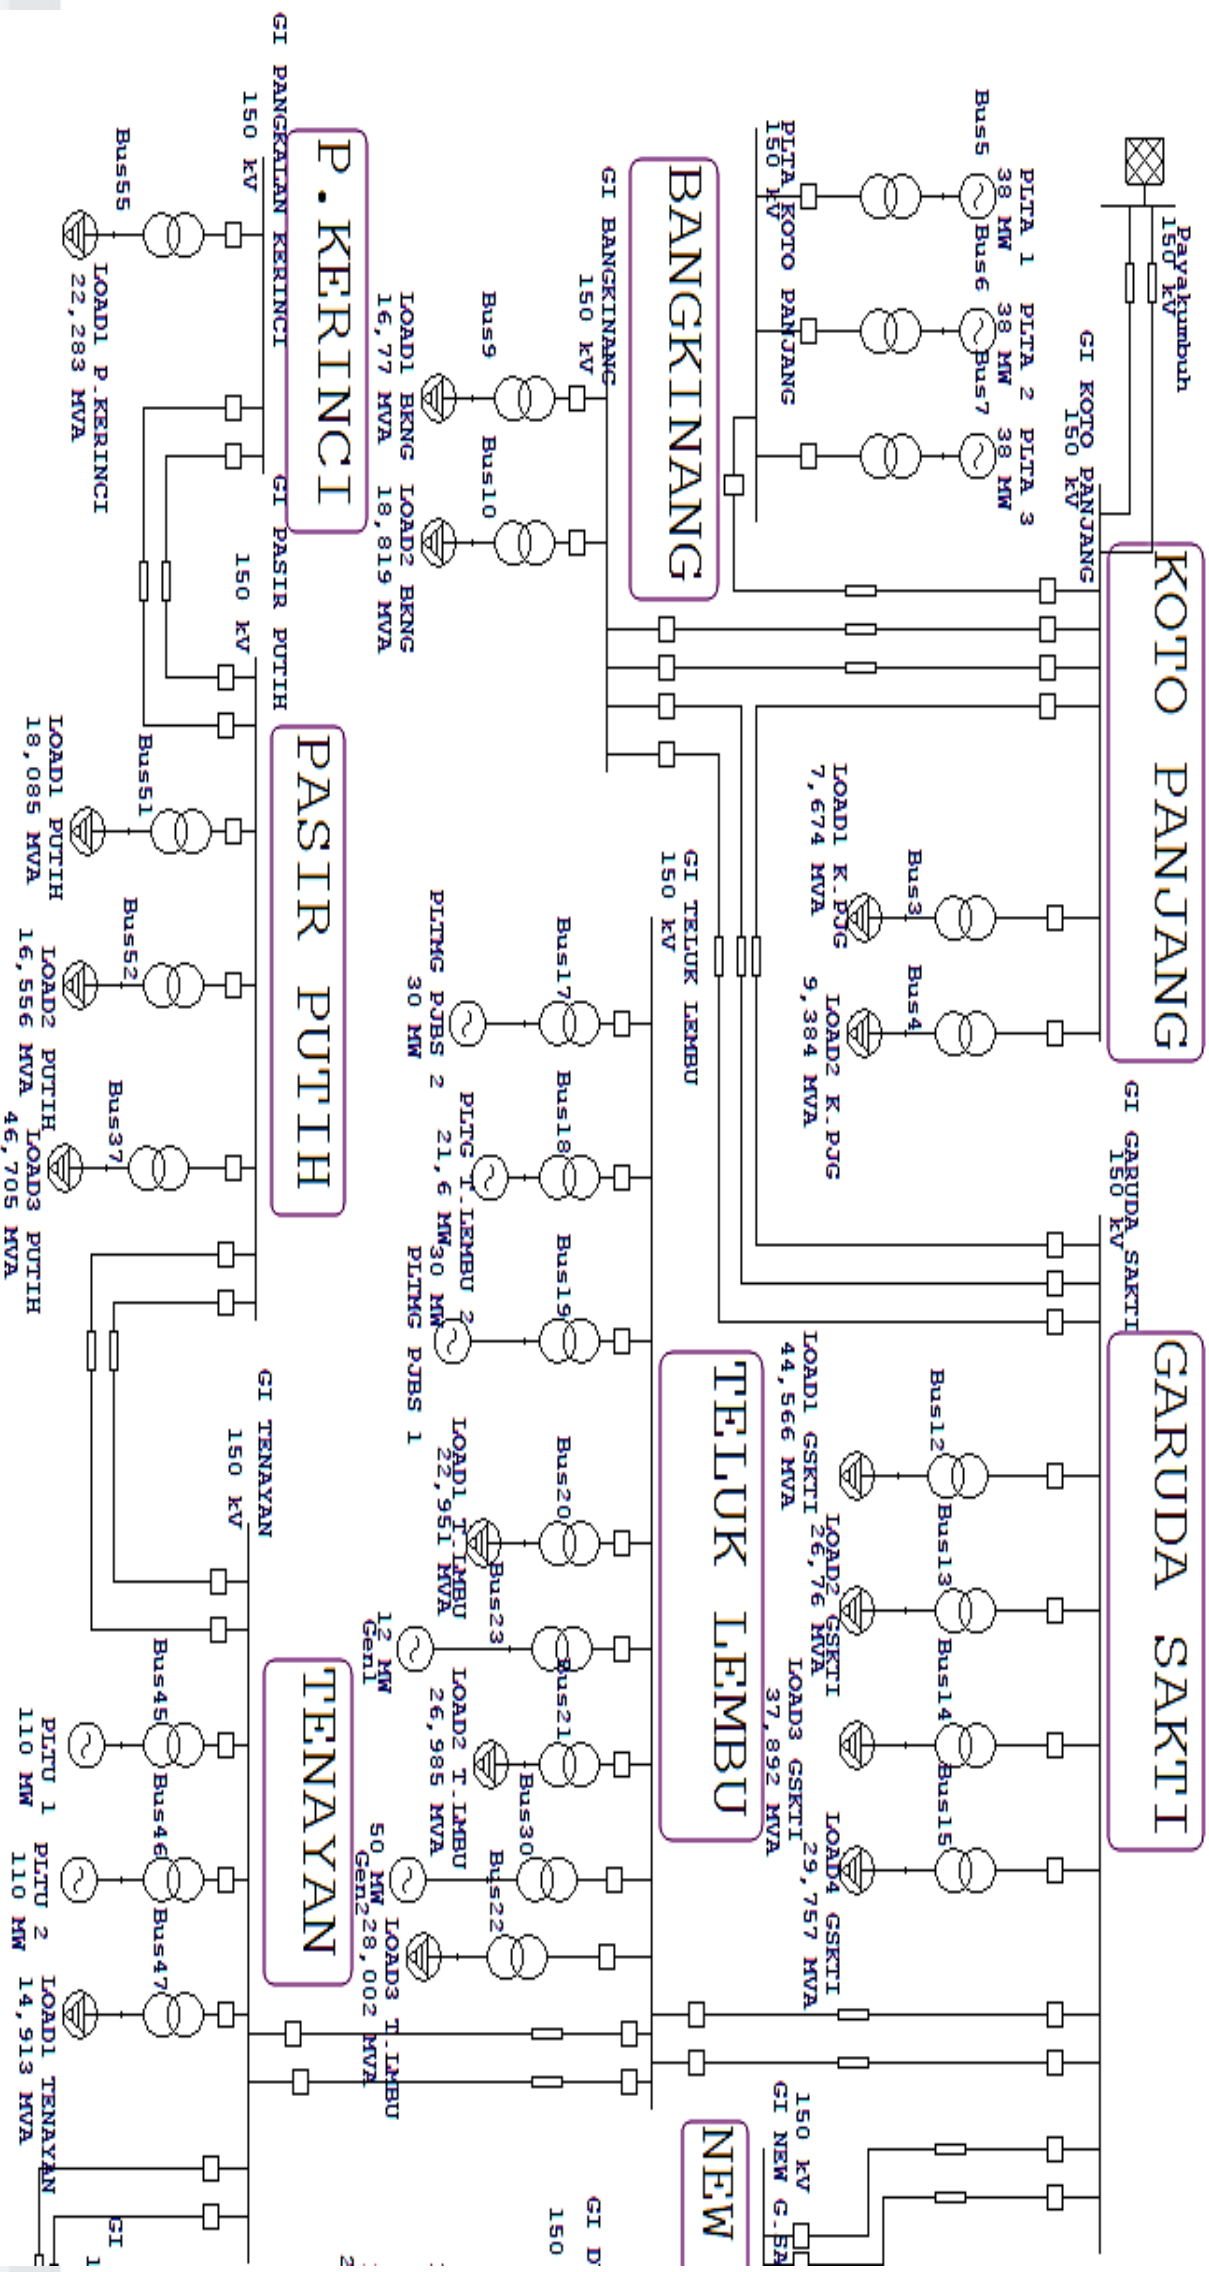 Payakumbuh
150 kV
GI KOTO PANJANG
150 kV
KOTO PANJANG
GI GARUDA SAKTI
150 kV
GARUDA SAKTI
PLTA 1
38 MW
PLTA 2
38 MW
PLTA 3
38 MW
Bus5
Bus6
Bus7
PLTA KOTO PANJANG
150 kV
Bus3
Bus4
LOAD1 K.PJG
7,674 MVA
LOAD2 K.PJG
9,384 MVA
Bus12
Bus13
Bus14
Bus15
LOAD1 GSKTI
44,566 MVA
LOAD2 GSKTI
26,76 MVA
LOAD3 GSKTI
37,892 MVA
LOAD4 GSKTI
29,757 MVA
150 kV
GI NEW G.SA
NEW
BANGKINANG
GI BANGKINANG
150 kV
Bus9
Bus10
LOAD1 BKNG
16,77 MVA
LOAD2 BKNG
18,819 MVA
GI TELUK LEMBU
150 kV
TELUK LEMBU
Bus17
Bus18
Bus19
Bus20
Bus23
Bus21
Bus30
Bus22
PLTMG PJBS 2
30 MW
PLTG T.LEMBU 2
21,6 MW
30 MW
PLTMG PJBS 1
LOAD1 T.LMBU
22,951 MVA
12 MW
Gen1
LOAD2 T.LMBU
26,985 MVA
50 MW
Gen2
LOAD3 T.LMBU
28,002 MVA
GI D
150
P.KERINCI
GI PANGKALAN KERINCI
150 kV
Bus55
LOAD1 P.KERINCI
22,283 MVA
GI PASIR PUTIH
150 kV
PASIR PUTIH
Bus51
Bus52
Bus37
LOAD1 PUTIH
18,085 MVA
LOAD2 PUTIH
16,556 MVA
LOAD3 PUTIH
46,705 MVA
GI TENAYAN
150 kV
TENAYAN
Bus45
Bus46
Bus47
PLTU 1
110 MW
PLTU 2
110 MW
LOAD1 TENAYAN
14,913 MVA
GI
1
2